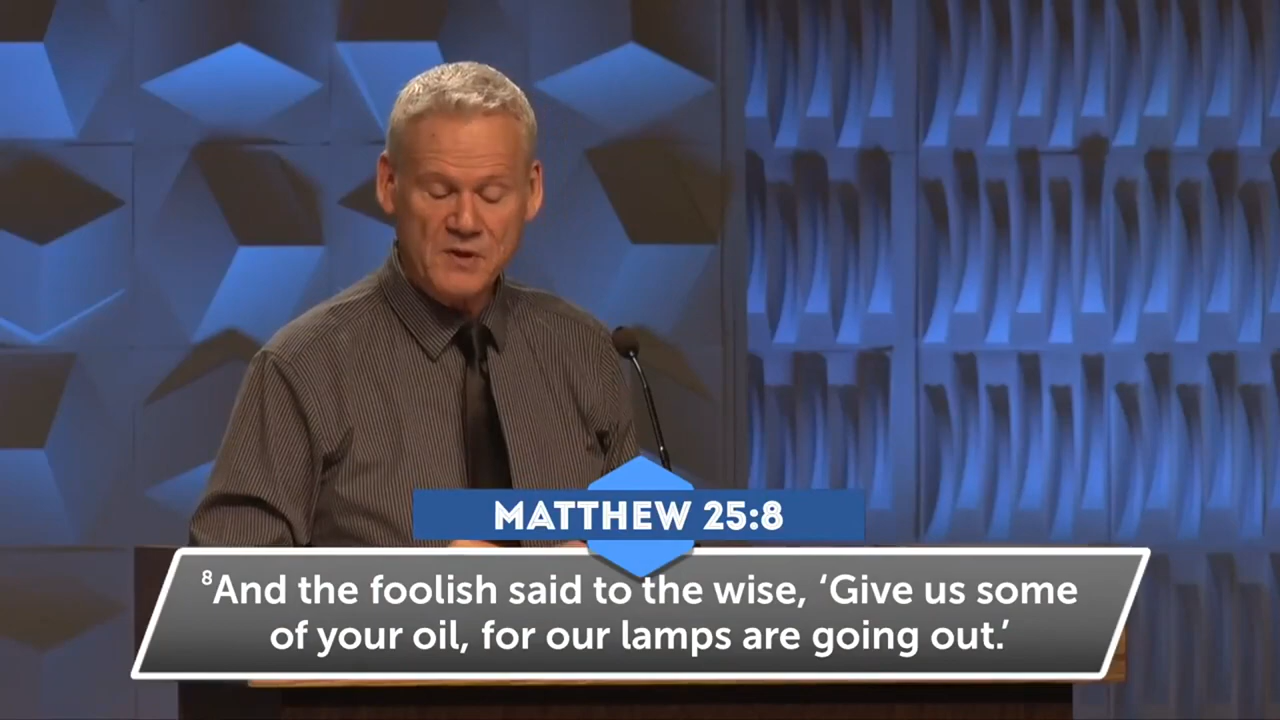 MATTHEW 25:8
⁸And the foolish said to the wise, ‘Give us some
of your oil, for our lamps are going out.’